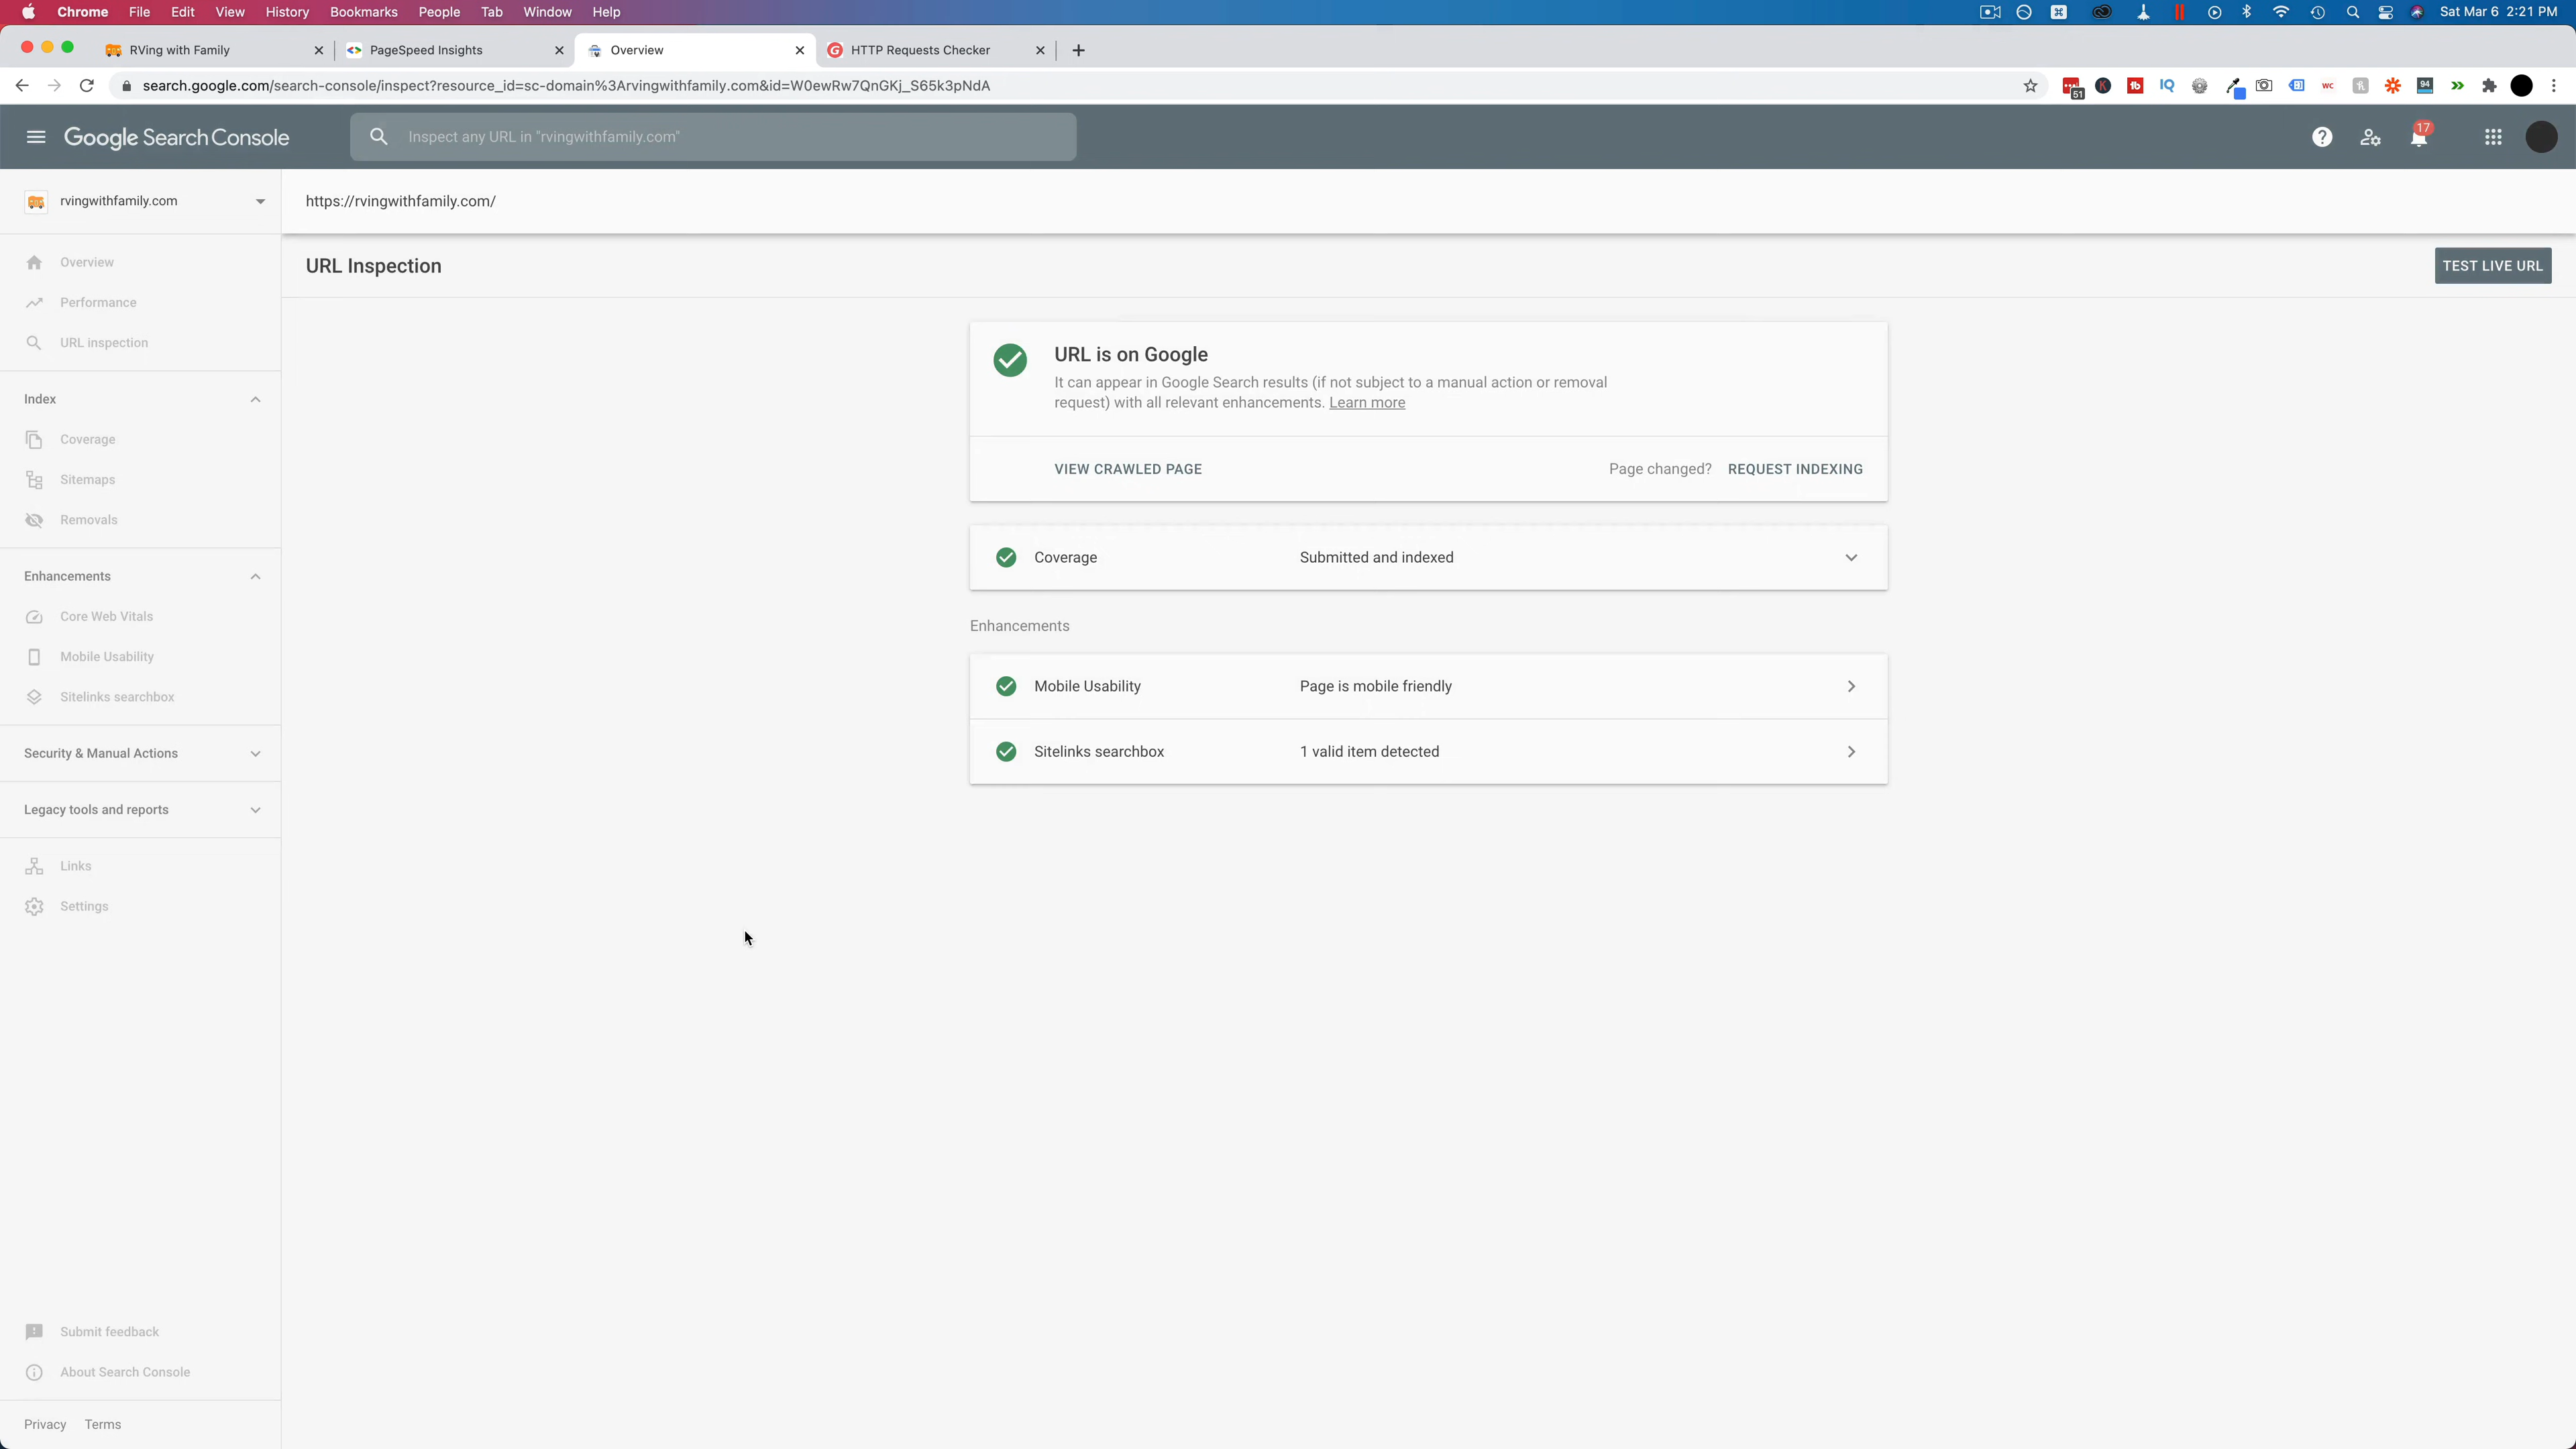 Chrome File Edit View History Bookmarks People Tab Window Help
Sat Mar 6 2:21 PM
RVing with Family
PageSpeed Insights
Overview
HTTP Requests Checker
search.google.com/search-console/inspect?resource_id=sc-domain%3Arvingwithfamily.com&id=W0ewRw7QnGKj_S65k3pNdA
51
IQ
WC
94
Google Search Console
Inspect any URL in "rvingwithfamily.com"
17
rvingwithfamily.com
https://rvingwithfamily.com/
Overview
Performance
URL inspection
Index
Coverage
Sitemaps
Removals
Enhancements
Core Web Vitals
Mobile Usability
Sitelinks searchbox
Security & Manual Actions
Legacy tools and reports
Links
Settings
Submit feedback
About Search Console
Privacy Terms
URL Inspection
TEST LIVE URL
URL is on Google
It can appear in Google Search results (if not subject to a manual action or removal
request) with all relevant enhancements. Learn more
VIEW CRAWLED PAGE
Page changed? REQUEST INDEXING
Coverage Submitted and indexed
Enhancements
Mobile Usability Page is mobile friendly
Sitelinks searchbox 1 valid item detected